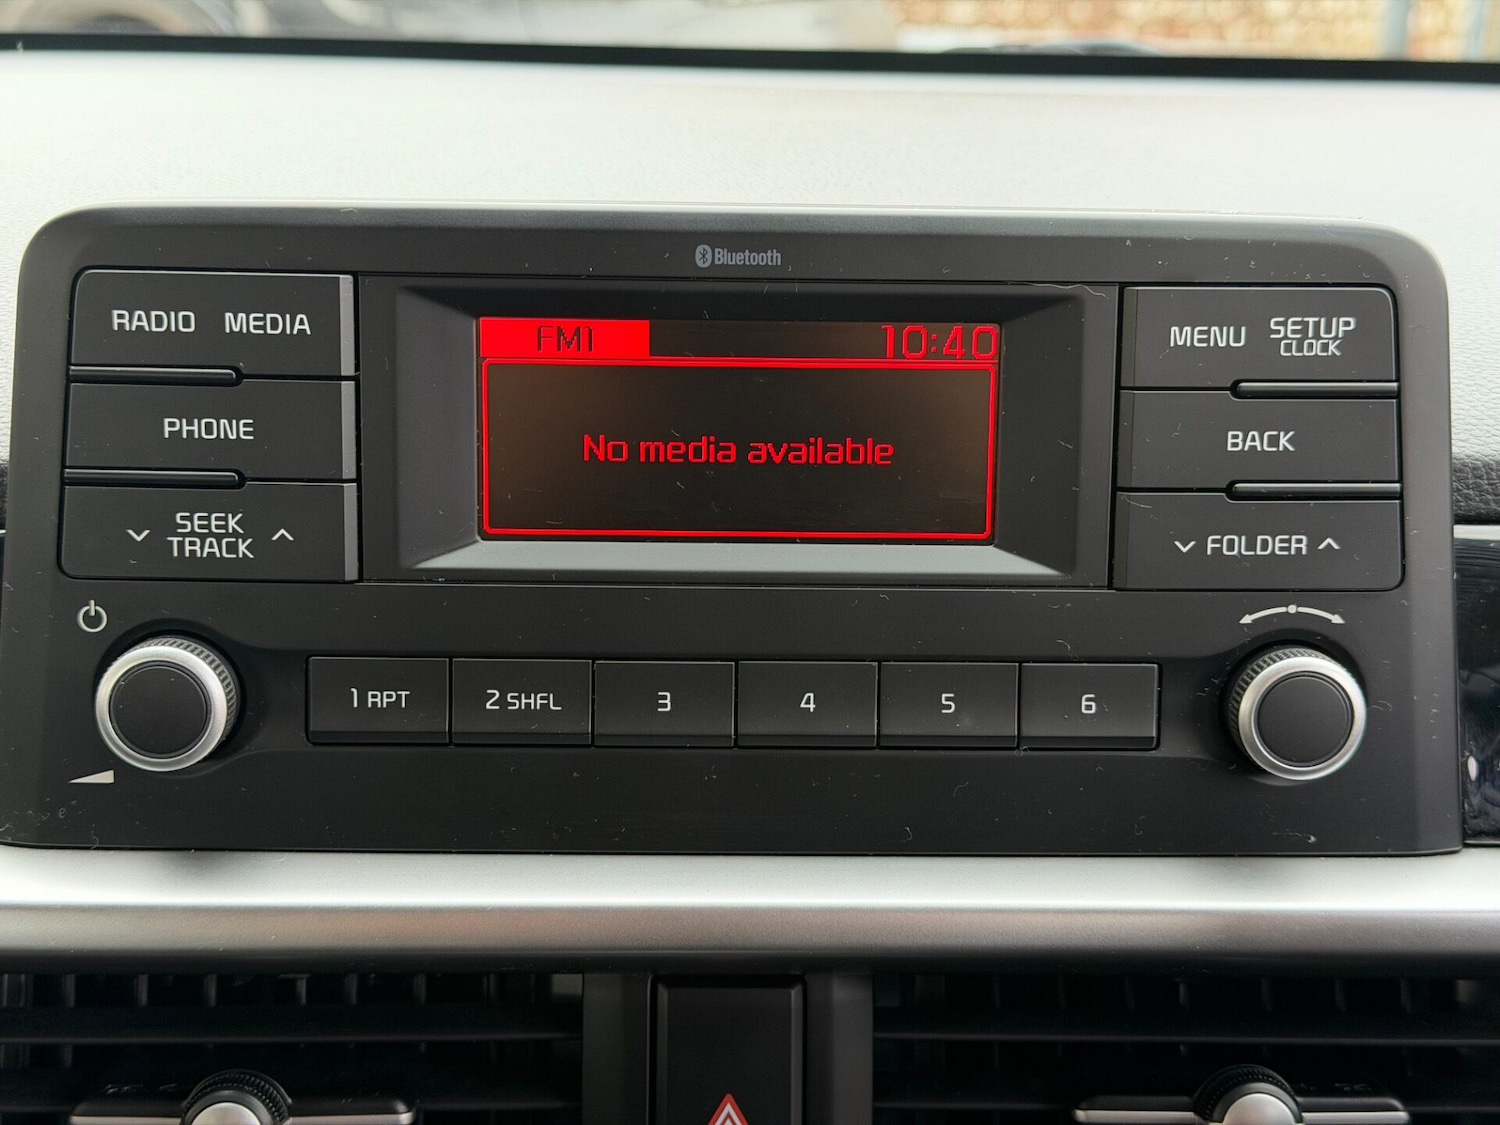 Bluetooth
RADIO MEDIA
FM1 10:40
MENU SETUP
CLOCK
PHONE
No media available
BACK
SEEK
TRACK
FOLDER
1 RPT 2 SHFL 3 4 5 6